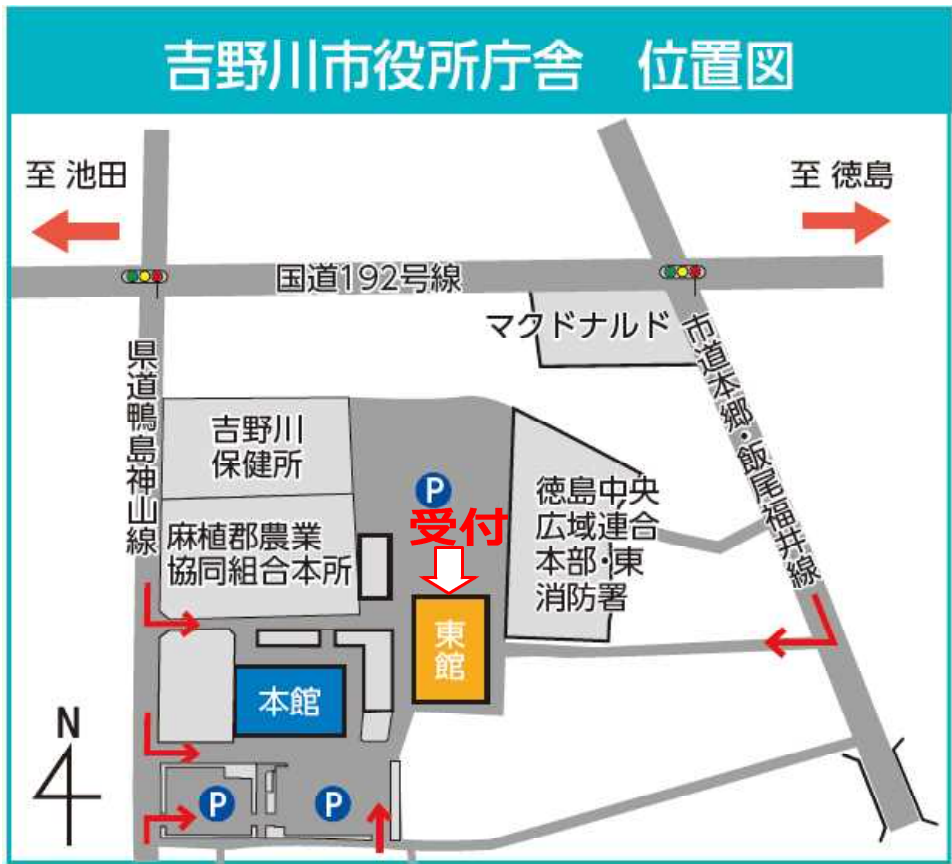 吉野川市役所庁舎　位置図
至 池田
至 徳島
国道192号線
マクドナルド
県道鴨島神山線
市道本郷・飯尾福井線
吉野川
保健所
P
受付
徳島中央
広域連合
本部・東
消防署
麻植郡農業
協同組合本所
東館
本館
N
P
P